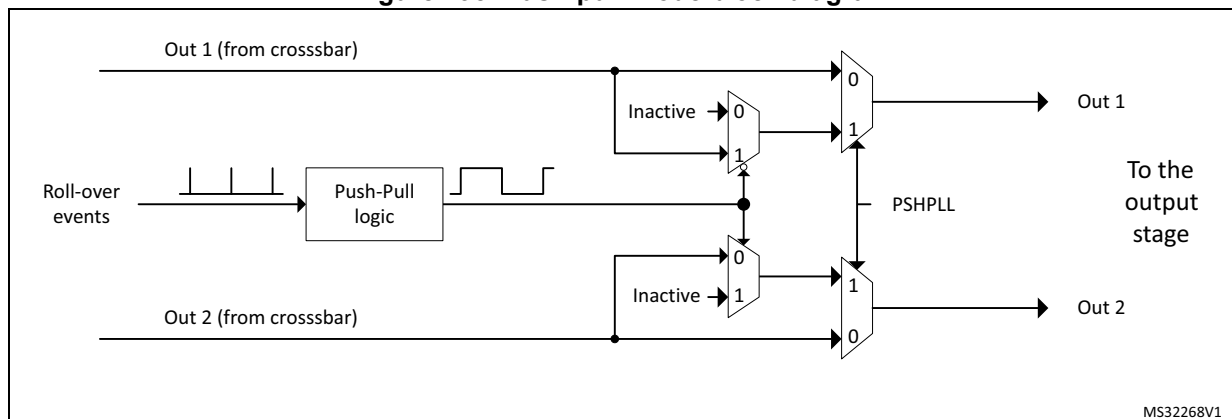 Out 1 (from crosssbar)
0
Inactive
0
Out 1
1
1
Roll-over
events
Push-Pull
logic
PSHPLL
To the
output
stage
0
1
Inactive
1
Out 2
Out 2 (from crosssbar)
0
MS32268V1